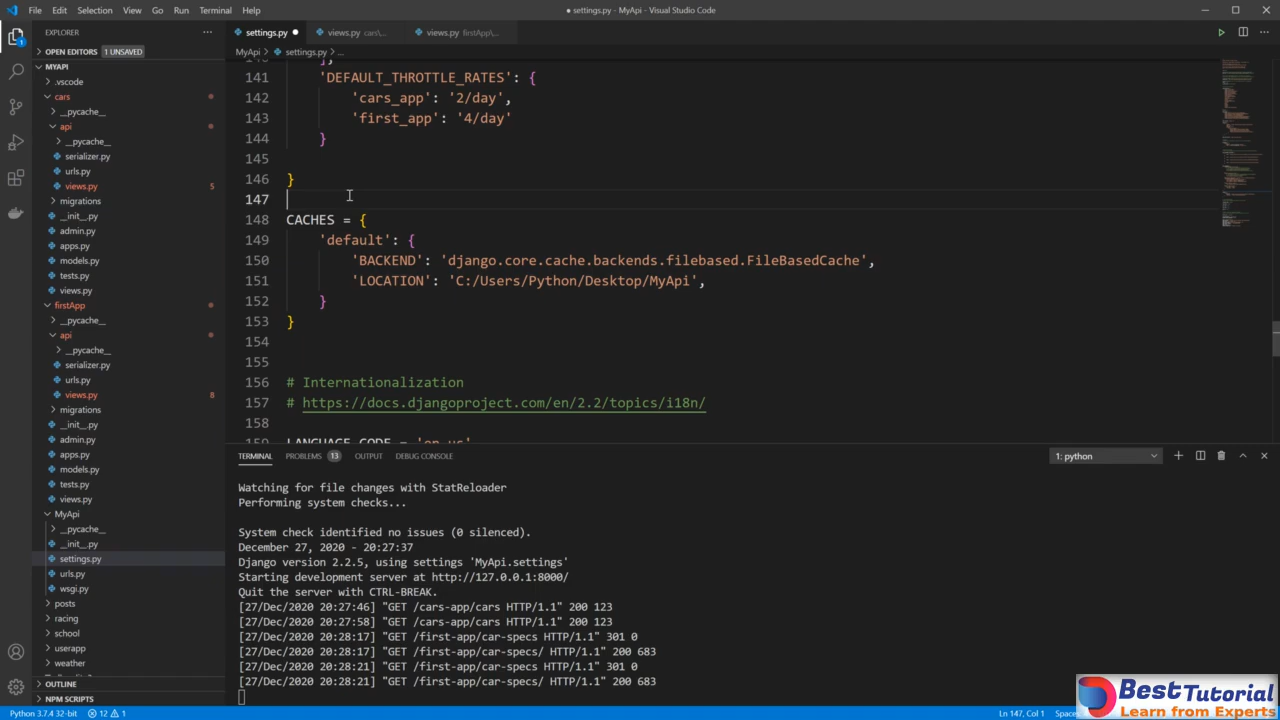 File Edit Selection View Go Run Terminal Help
● settings.py - MyApi - Visual Studio Code
EXPLORER
OPEN EDITORS 1 UNSAVED
MYAPI
.vscode
cars
__pycache__
api
__pycache__
serializer.py
urls.py
views.py 5
migrations
__init__.py
admin.py
apps.py
models.py
tests.py
views.py
firstApp
__pycache__
api
__pycache__
serializer.py
urls.py
views.py 8
migrations
__init__.py
admin.py
apps.py
models.py
tests.py
views.py
MyApi
__pycache__
__init__.py
settings.py
urls.py
wsgi.py
posts
racing
school
userapp
weather
OUTLINE
NPM SCRIPTS
settings.py ● views.py cars\... views.py firstApp\...
MyApi > settings.py > ...
140 ],
141 'DEFAULT_THROTTLE_RATES': {
142 'cars_app': '2/day',
143 'first_app': '4/day'
144 }
145
146 }
147
148 CACHES = {
149 'default': {
150 'BACKEND': 'django.core.cache.backends.filebased.FileBasedCache',
151 'LOCATION': 'C:/Users/Python/Desktop/MyApi',
152 }
153 }
154
155
156 # Internationalization
157 # https://docs.djangoproject.com/en/2.2/topics/i18n/
158
159 LANGUAGE_CODE = 'en-us'
TERMINAL PROBLEMS 13 OUTPUT DEBUG CONSOLE 1: python
Watching for file changes with StatReloader
Performing system checks...
System check identified no issues (0 silenced).
December 27, 2020 - 20:27:37
Django version 2.2.5, using settings 'MyApi.settings'
Starting development server at http://127.0.0.1:8000/
Quit the server with CTRL-BREAK.
[27/Dec/2020 20:27:46] "GET /cars-app/cars HTTP/1.1" 200 123
[27/Dec/2020 20:27:58] "GET /cars-app/cars HTTP/1.1" 200 123
[27/Dec/2020 20:28:17] "GET /first-app/car-specs HTTP/1.1" 301 0
[27/Dec/2020 20:28:17] "GET /first-app/car-specs/ HTTP/1.1" 200 683
[27/Dec/2020 20:28:21] "GET /first-app/car-specs HTTP/1.1" 301 0
[27/Dec/2020 20:28:21] "GET /first-app/car-specs/ HTTP/1.1" 200 683
Python 3.7.4 32-bit 12 1 Ln 147, Col 1 Spaces
BestTutorial
Learn from Experts